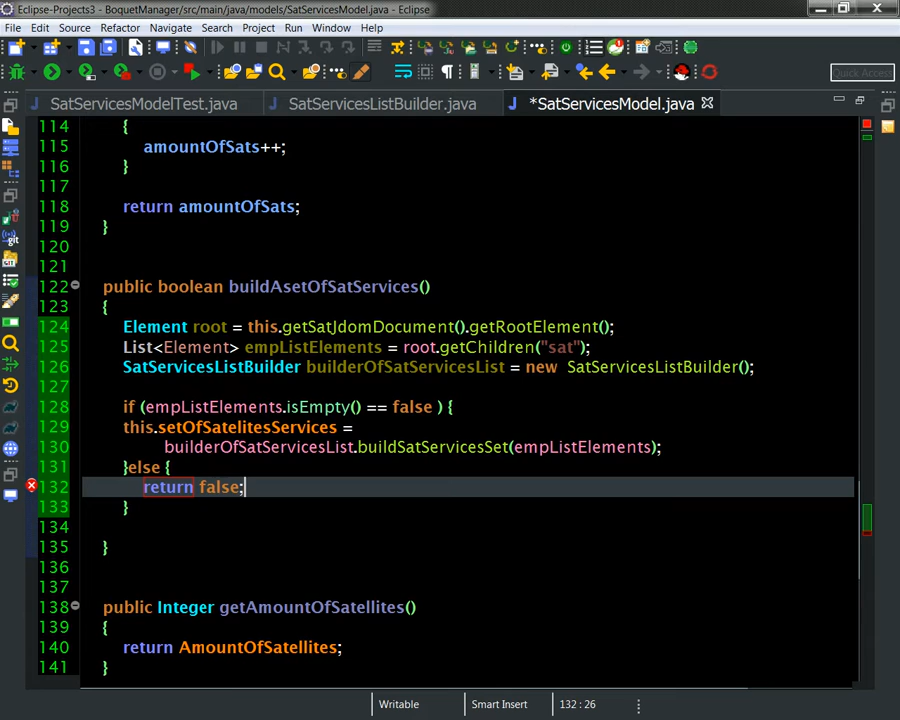 Eclipse-Projects3 - BoquetManager/src/main/java/models/SatServicesModel.java - Eclipse
File Edit Source Refactor Navigate Search Project Run Window Help
Quick Access
SatServicesModelTest.java SatServicesListBuilder.java *SatServicesModel.java
114 {
115 amountOfSats++;
116 }
117
118 return amountOfSats;
119 }
120
121
122 public boolean buildAsetOfSatServices()
123 {
124 Element root = this.getSatJdomDocument().getRootElement();
125 List<Element> empListElements = root.getChildren("sat");
126 SatServicesListBuilder builderOfSatServicesList = new SatServicesListBuilder();
127
128 if (empListElements.isEmpty() == false ) {
129 this.setOfSatelitesServices =
130 builderOfSatServicesList.buildSatServicesSet(empListElements);
131 }else {
132 return false;
133 }
134
135 }
136
137
138 public Integer getAmountOfSatellites()
139 {
140 return AmountOfSatellites;
141 }
Writable Smart Insert 132 : 26